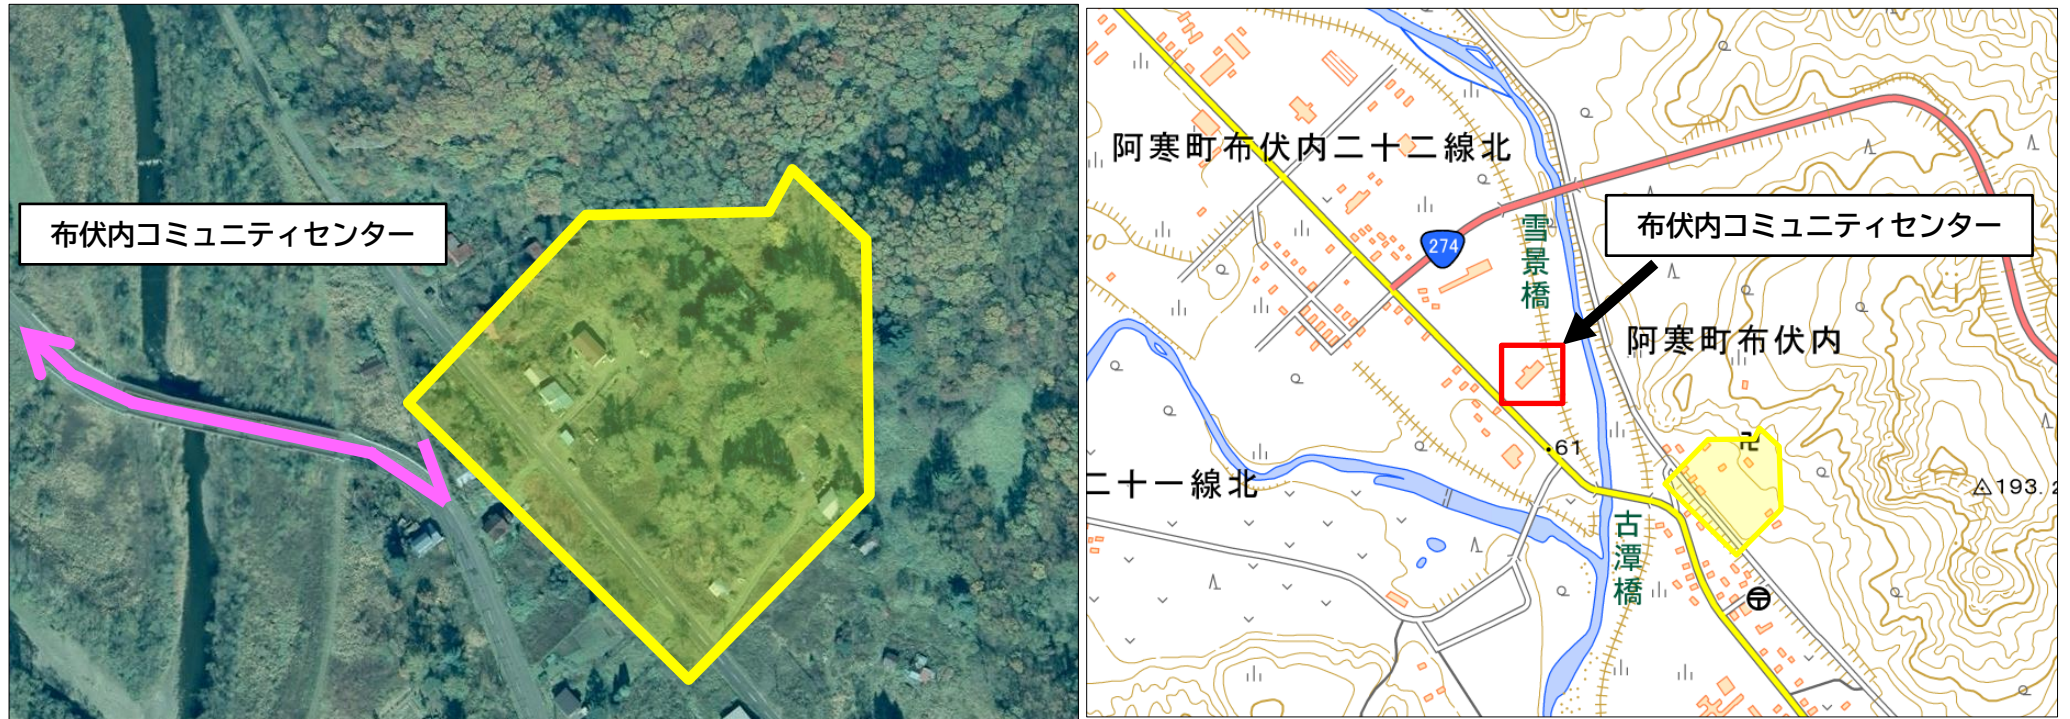 布伏内コミュニティセンター
阿寒町布伏内二十二線北
274
雪景橋
布伏内コミュニティセンター
阿寒町布伏内
61
二十一線北
193.2
古潭橋